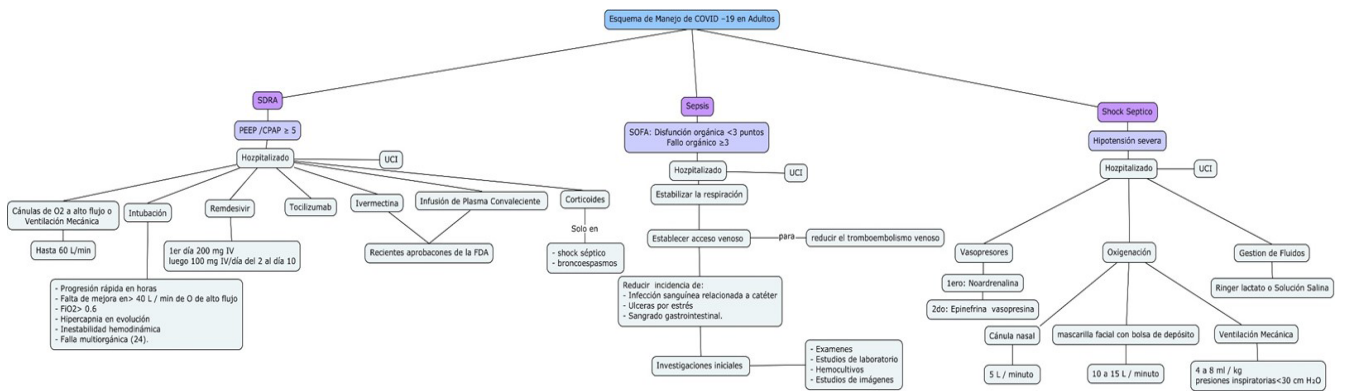 Esquema de Manejo de COVID –19 en Adultos
SDRA
PEEP /CPAP ≥ 5
Hozpitalizado
UCI
Cánulas de O2 a alto flujo o
Ventilación Mecánica
Hasta 60 L/min
Intubación
- Progresión rápida en horas
- Falta de mejora en> 40 L / min de O de alto flujo
- FiO2> 0.6
- Hipercapnia en evolución
- Inestabilidad hemodinámica
- Falla multiorgánica (24).
Remdesivir
1er día 200 mg IV
luego 100 mg IV/día del 2 al día 10
Tocilizumab
Ivermectina
Infusión de Plasma Convaleciente
Recientes aprobacones de la FDA
Corticoides
Solo en
- shock séptico
- broncoespasmos
Sepsis
SOFA: Disfunción orgánica <3 puntos
Fallo orgánico ≥3
Hozpitalizado
UCI
Estabilizar la respiración
Establecer acceso venoso
para
reducir el tromboembolismo venoso
Reducir incidencia de:
- Infección sanguínea relacionada a catéter
- Ulceras por estrés
- Sangrado gastrointestinal.
Investigaciones iniciales
- Examenes
- Estudios de laboratorio
- Hemocultivos
- Estudios de imágenes
Shock Septico
Hipotensión severa
Hozpitalizado
UCI
Vasopresores
1ero: Noardrenalina
2do: Epinefrina vasopresina
Oxigenación
Cánula nasal
5 L / minuto
mascarilla facial con bolsa de depósito
10 a 15 L / minuto
Ventilación Mecánica
4 a 8 ml / kg
presiones inspiratorias<30 cm H₂O
Gestion de Fluidos
Ringer lactato o Solución Salina